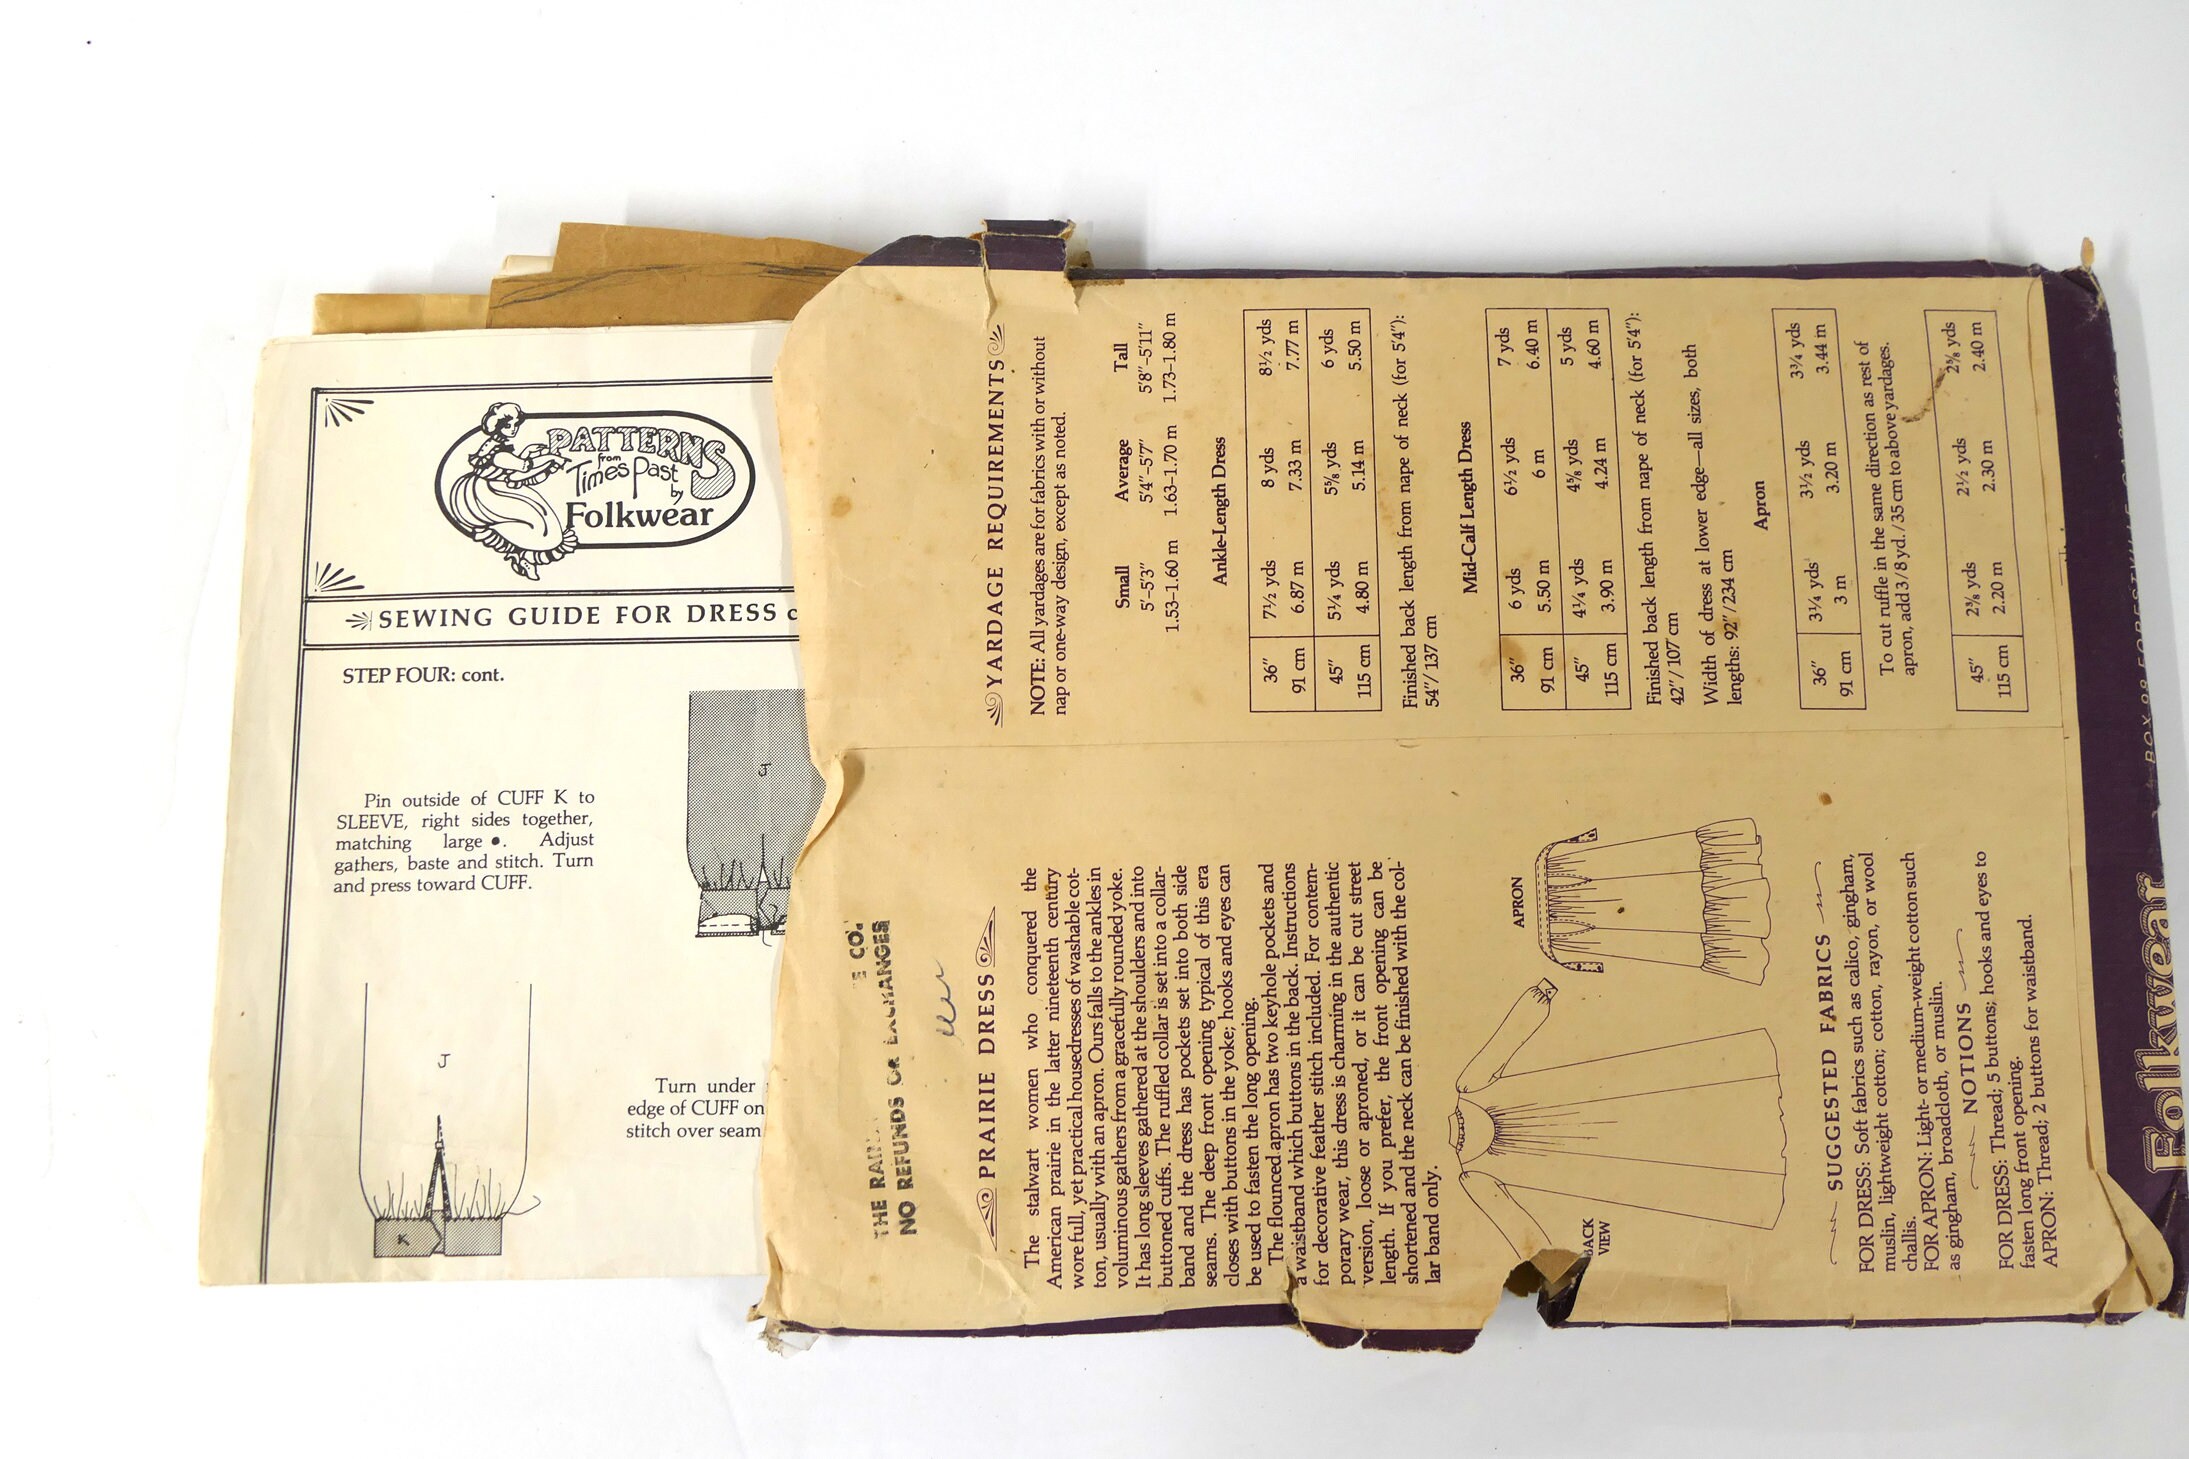 PATTERNS
from
Times Past
by
Folkwear
SEWING GUIDE FOR DRESS
STEP FOUR: cont.
Pin outside of CUFF K to
SLEEVE, right sides together,
matching large ●. Adjust
gathers, baste and stitch. Turn
and press toward CUFF.
J
J
K
Turn under
edge of CUFF on
stitch over seam
THE
CO.
NO REFUNDS OR EXCHANGES
PRAIRIE DRESS
The stalwart women who conquered the
American prairie in the latter nineteenth century
wore full, yet practical housedresses of washable cot-
ton, usually with an apron. Ours falls to the ankles in
voluminous gathers from a gracefully rounded yoke.
It has long sleeves gathered at the shoulders and into
buttoned cuffs. The ruffled collar is set into a collar-
band and the dress has pockets set into both side
seams. The deep front opening typical of this era
closes with buttons in the yoke; hooks and eyes can
be used to fasten the long opening.
The flounced apron has two keyhole pockets and
a waistband which buttons in the back. Instructions
for decorative feather stitch included. For contem-
porary wear, this dress is charming in the authentic
version, loose or aproned, or it can be cut street
length. If you prefer, the front opening can be
shortened and the neck can be finished with the col-
lar band only.
BACK
VIEW
APRON
SUGGESTED FABRICS
FOR DRESS: Soft fabrics such as calico, gingham,
muslin, lightweight cotton; cotton, rayon, or wool
challis.
FOR APRON: Light- or medium-weight cotton such
as gingham, broadcloth, or muslin.
NOTIONS
FOR DRESS: Thread; 5 buttons; hooks and eyes to
fasten long front opening.
APRON: Thread; 2 buttons for waistband.
YARDAGE REQUIREMENTS
NOTE: All yardages are for fabrics with or without
nap or one-way design, except as noted.
Small Average Tall
5'–5'3" 5'4"–5'7" 5'8"–5'11"
1.53–1.60 m 1.63–1.70 m 1.73–1.80 m
Ankle-Length Dress
36" 7½ yds 8 yds 8½ yds
91 cm 6.87 m 7.33 m 7.77 m
45" 5¼ yds 5⅝ yds 6 yds
115 cm 4.80 m 5.14 m 5.50 m
Finished back length from nape of neck (for 5'4"):
54"/137 cm
Mid-Calf Length Dress
36" 6 yds 6½ yds 7 yds
91 cm 5.50 m 6 m 6.40 m
45" 4¼ yds 4⅝ yds 5 yds
115 cm 3.90 m 4.24 m 4.60 m
Finished back length from nape of neck (for 5'4"):
42"/107 cm
Width of dress at lower edge—all sizes, both
lengths: 92"/234 cm
Apron
36" 3¼ yds 3½ yds 3¾ yds
91 cm 3 m 3.20 m 3.44 m
To cut ruffle in the same direction as rest of
apron, add 3/8 yd./35 cm to above yardages.
45" 2⅜ yds 2½ yds 2⅝ yds
115 cm 2.20 m 2.30 m 2.40 m
Folkwear
BOX 98